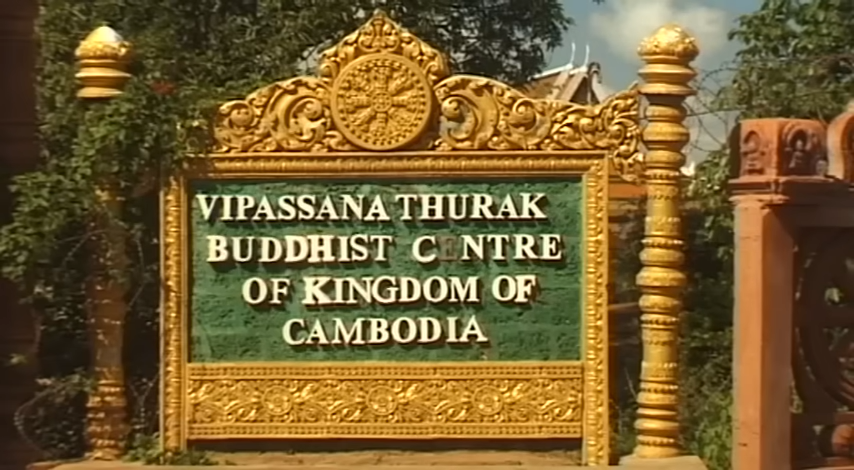 VIPASSANA THURAK
BUDDHIST CENTRE
OF KINGDOM OF
CAMBODIA